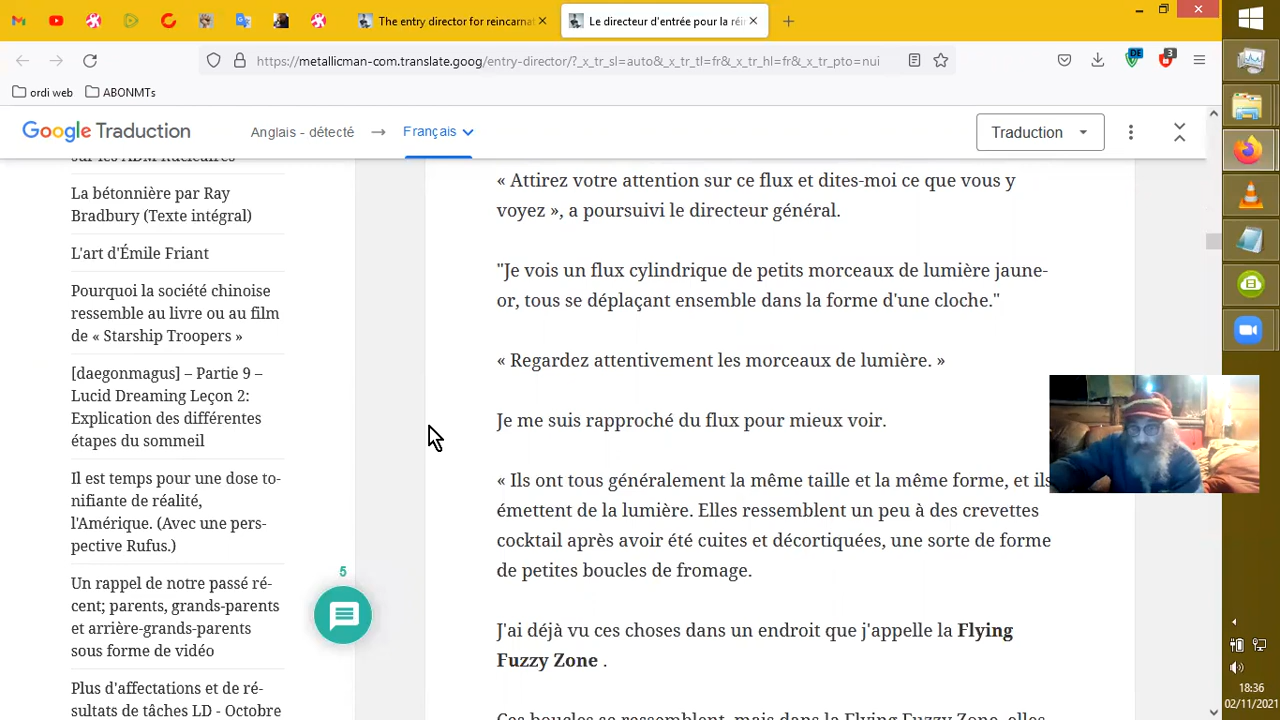 The entry director for reincarnat
Le directeur d'entrée pour la réi
https://metallicman-com.translate.goog/entry-director/?_x_tr_sl=auto&_x_tr_tl=fr&_x_tr_hl=fr&_x_tr_pto=nui
DE
3
ordi web
ABONMTs
Google Traduction
Anglais - détecté
Français
Traduction
sur les ADM nucléaires
La bétonnière par Ray
Bradbury (Texte intégral)
L'art d'Émile Friant
Pourquoi la société chinoise
ressemble au livre ou au film
de « Starship Troopers »
[daegonmagus] – Partie 9 –
Lucid Dreaming Leçon 2:
Explication des différentes
étapes du sommeil
Il est temps pour une dose to-
nifiante de réalité,
l'Amérique. (Avec une pers-
pective Rufus.)
Un rappel de notre passé ré-
cent; parents, grands-parents
et arrière-grands-parents
sous forme de vidéo
Plus d'affectations et de ré-
sultats de tâches LD - Octobre
5
« Attirez votre attention sur ce flux et dites-moi ce que vous y
voyez », a poursuivi le directeur général.
"Je vois un flux cylindrique de petits morceaux de lumière jaune-
or, tous se déplaçant ensemble dans la forme d'une cloche."
« Regardez attentivement les morceaux de lumière. »
Je me suis rapproché du flux pour mieux voir.
« Ils ont tous généralement la même taille et la même forme, et ils
émettent de la lumière. Elles ressemblent un peu à des crevettes
cocktail après avoir été cuites et décortiquées, une sorte de forme
de petites boucles de fromage.
J'ai déjà vu ces choses dans un endroit que j'appelle la Flying
Fuzzy Zone .
Ces boucles se ressemblent, mais dans la Flying Fuzzy Zone, elles
18:36
02/11/2021